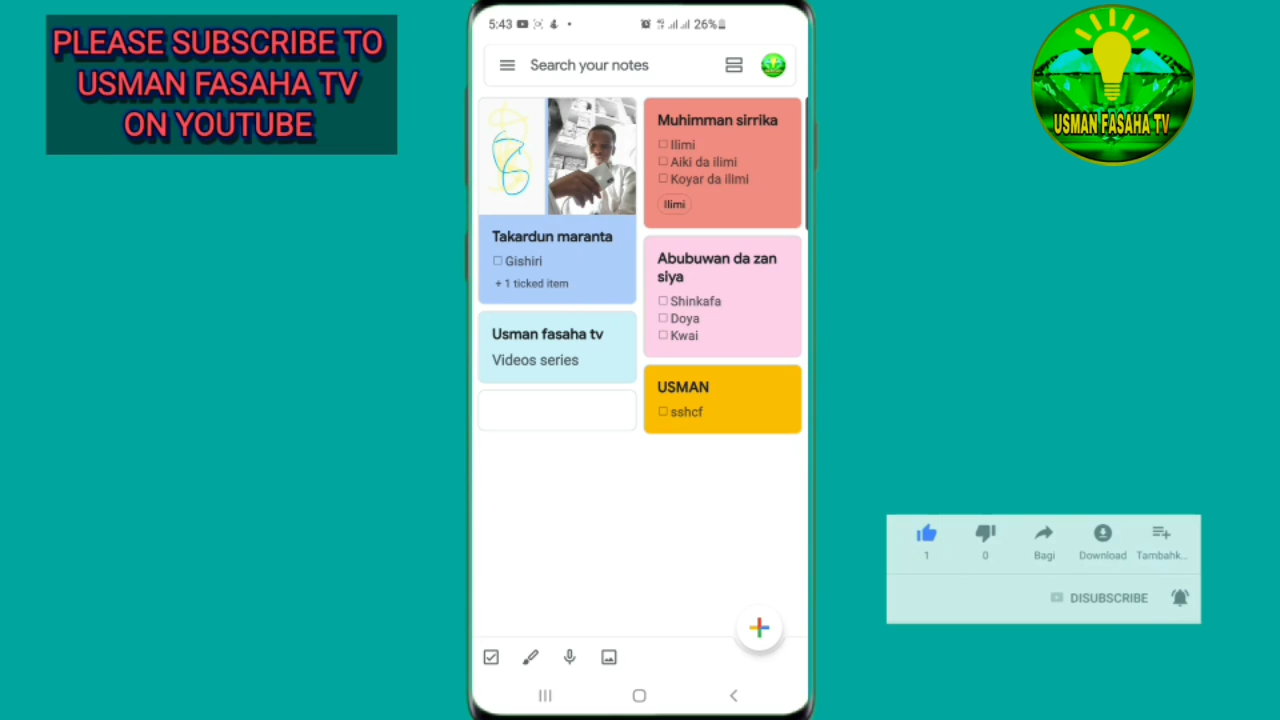 PLEASE SUBSCRIBE TO
USMAN FASAHA TV
ON YOUTUBE
5:43
26%
Search your notes
Takardun maranta
Gishiri
+ 1 ticked item
Usman fasaha tv
Videos series
Muhimman sirrika
Ilimi
Aiki da ilimi
Koyar da ilimi
Ilimi
Abubuwan da zan
siya
Shinkafa
Doya
Kwai
USMAN
sshcf
USMAN FASAHA TV
1 0 Bagi Download Tambahk..
DISUBSCRIBE